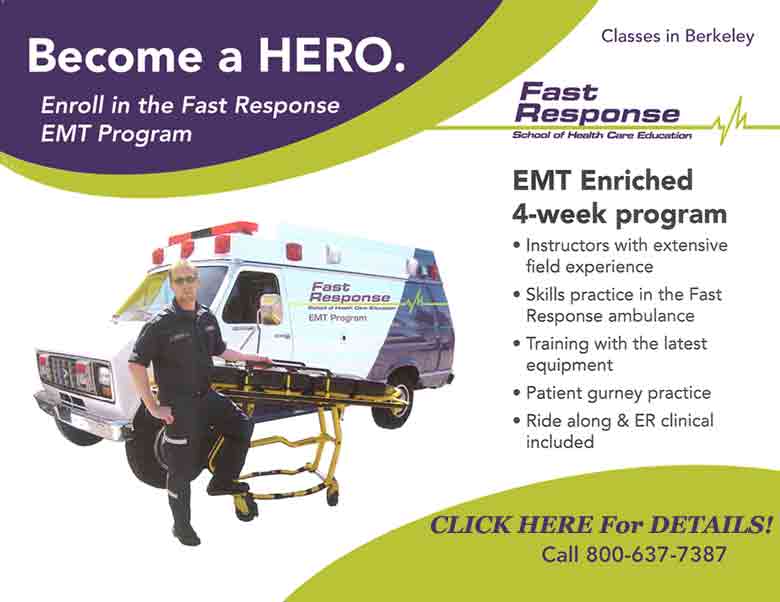 Become a HERO.
Enroll in the Fast Response
EMT Program
Classes in Berkeley
Fast
Response
School of Health Care Education
EMT Enriched
4-week program
• Instructors with extensive
field experience
• Skills practice in the Fast
Response ambulance
• Training with the latest
equipment
• Patient gurney practice
• Ride along & ER clinical
included
Fast
Response
School of Health Care Education
EMT Program
CLICK HERE For DETAILS!
Call 800-637-7387